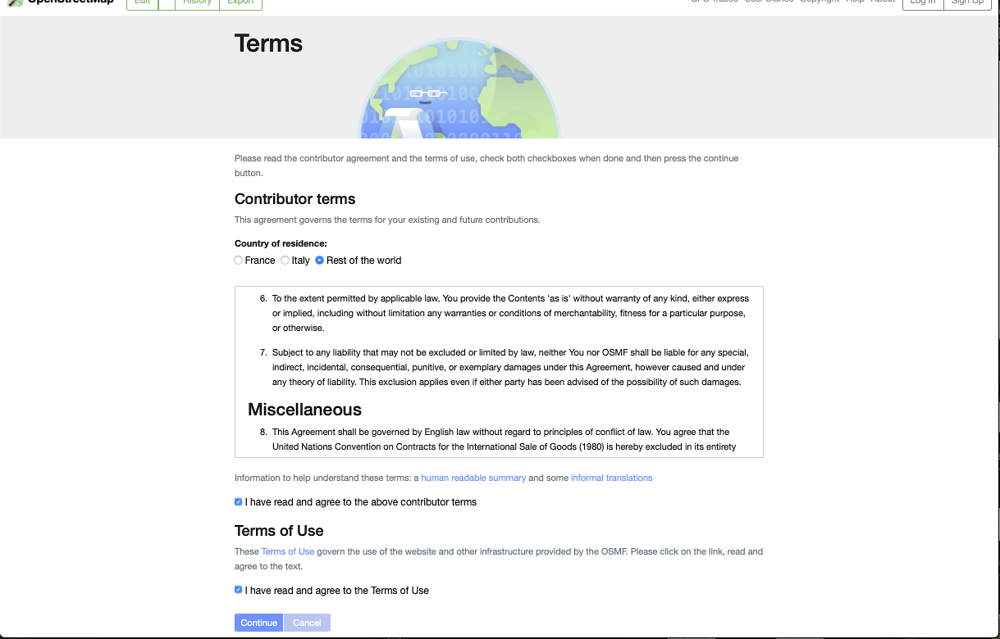 OpenStreetMap Edit History Export GPS Traces User Diaries Copyright Help About Log In Sign Up
Terms
Please read the contributor agreement and the terms of use, check both checkboxes when done and then press the continue
button.
Contributor terms
This agreement governs the terms for your existing and future contributions.
Country of residence:
France Italy Rest of the world
6. To the extent permitted by applicable law, You provide the Contents 'as is' without warranty of any kind, either express
or implied, including without limitation any warranties or conditions of merchantability, fitness for a particular purpose,
or otherwise.
7. Subject to any liability that may not be excluded or limited by law, neither You nor OSMF shall be liable for any special,
indirect, incidental, consequential, punitive, or exemplary damages under this Agreement, however caused and under
any theory of liability. This exclusion applies even if either party has been advised of the possibility of such damages.
Miscellaneous
8. This Agreement shall be governed by English law without regard to principles of conflict of law. You agree that the
United Nations Convention on Contracts for the International Sale of Goods (1980) is hereby excluded in its entirety
Information to help understand these terms: a human readable summary and some informal translations
I have read and agree to the above contributor terms
Terms of Use
These Terms of Use govern the use of the website and other infrastructure provided by the OSMF. Please click on the link, read and
agree to the text.
I have read and agree to the Terms of Use
Continue Cancel